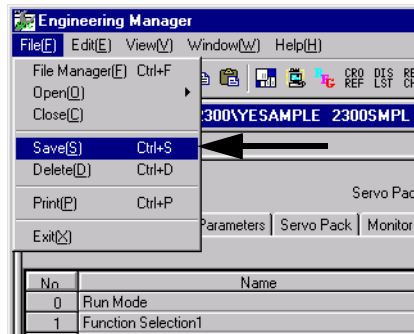 Engineering Manager
File(F) Edit(E) View(V) Window(W) Help(H)
File Manager(F) Ctrl+F
Open(O)
Close(C)
Save(S) Ctrl+S
Delete(D) Ctrl+D
Print(P) Ctrl+P
Exit(X)
CRO REF DIS LST
2300\YESAMPLE 2300SMPL
Servo Pac
Parameters Servo Pack Monitor
No Name
0 Run Mode
1 Function Selection1